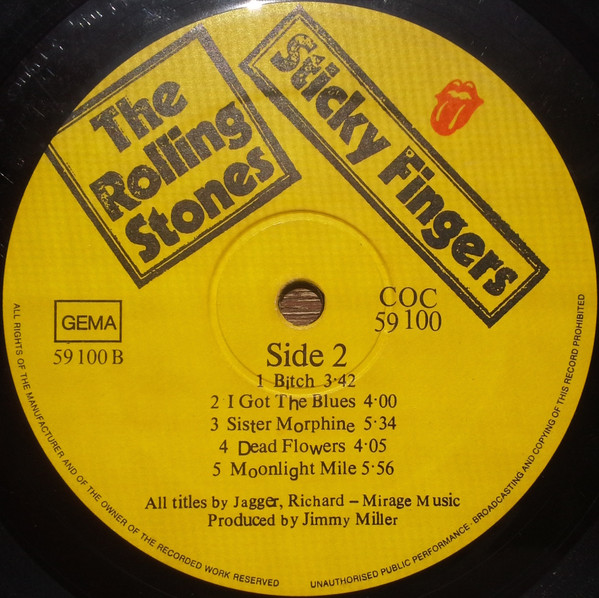 The
Rolling
Stones
Sticky Fingers
GEMA
59 100 B
COC
59 100
Side 2
1 Bitch 3·42
2 I Got The Blues 4·00
3 Sister Morphine 5·34
4 Dead Flowers 4·05
5 Moonlight Mile 5·56
All titles by Jagger, Richard – Mirage Music
Produced by Jimmy Miller
ALL RIGHTS OF THE MANUFACTURER AND OF THE OWNER OF THE RECORDED WORK RESERVED
UNAUTHORISED PUBLIC PERFORMANCE · BROADCASTING AND COPYING OF THIS RECORD PROHIBITED